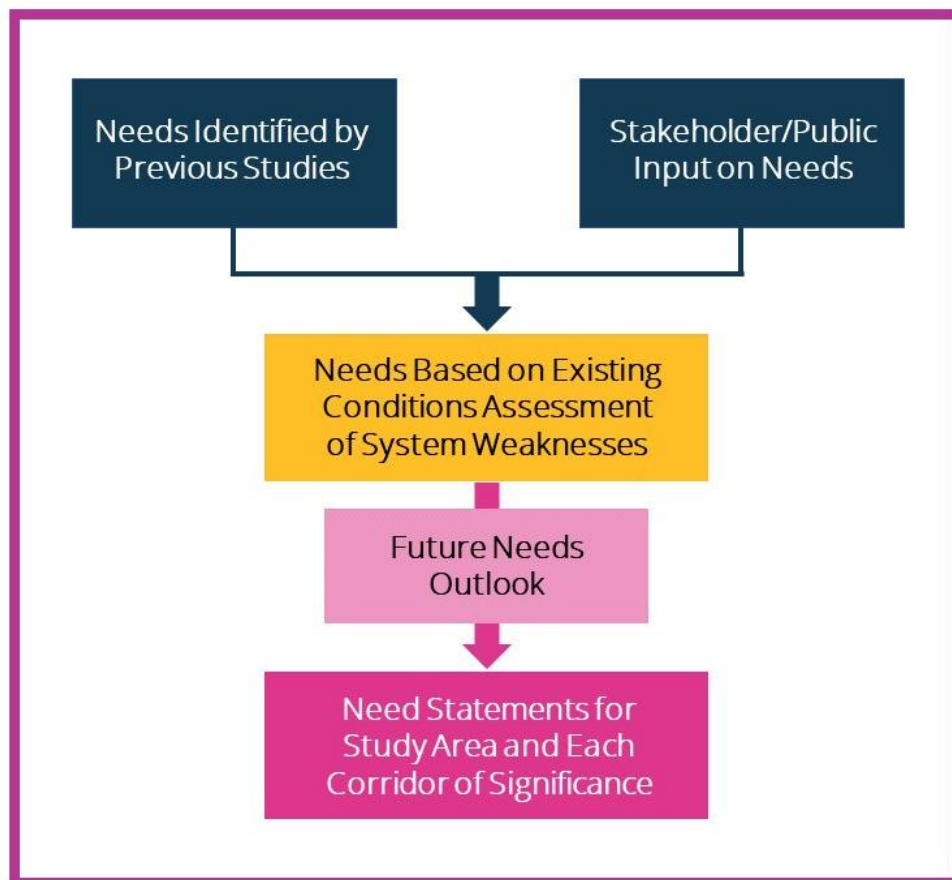 Needs Identified by
Previous Studies
Stakeholder/Public
Input on Needs
Needs Based on Existing
Conditions Assessment
of System Weaknesses
Future Needs
Outlook
Need Statements for
Study Area and Each
Corridor of Significance